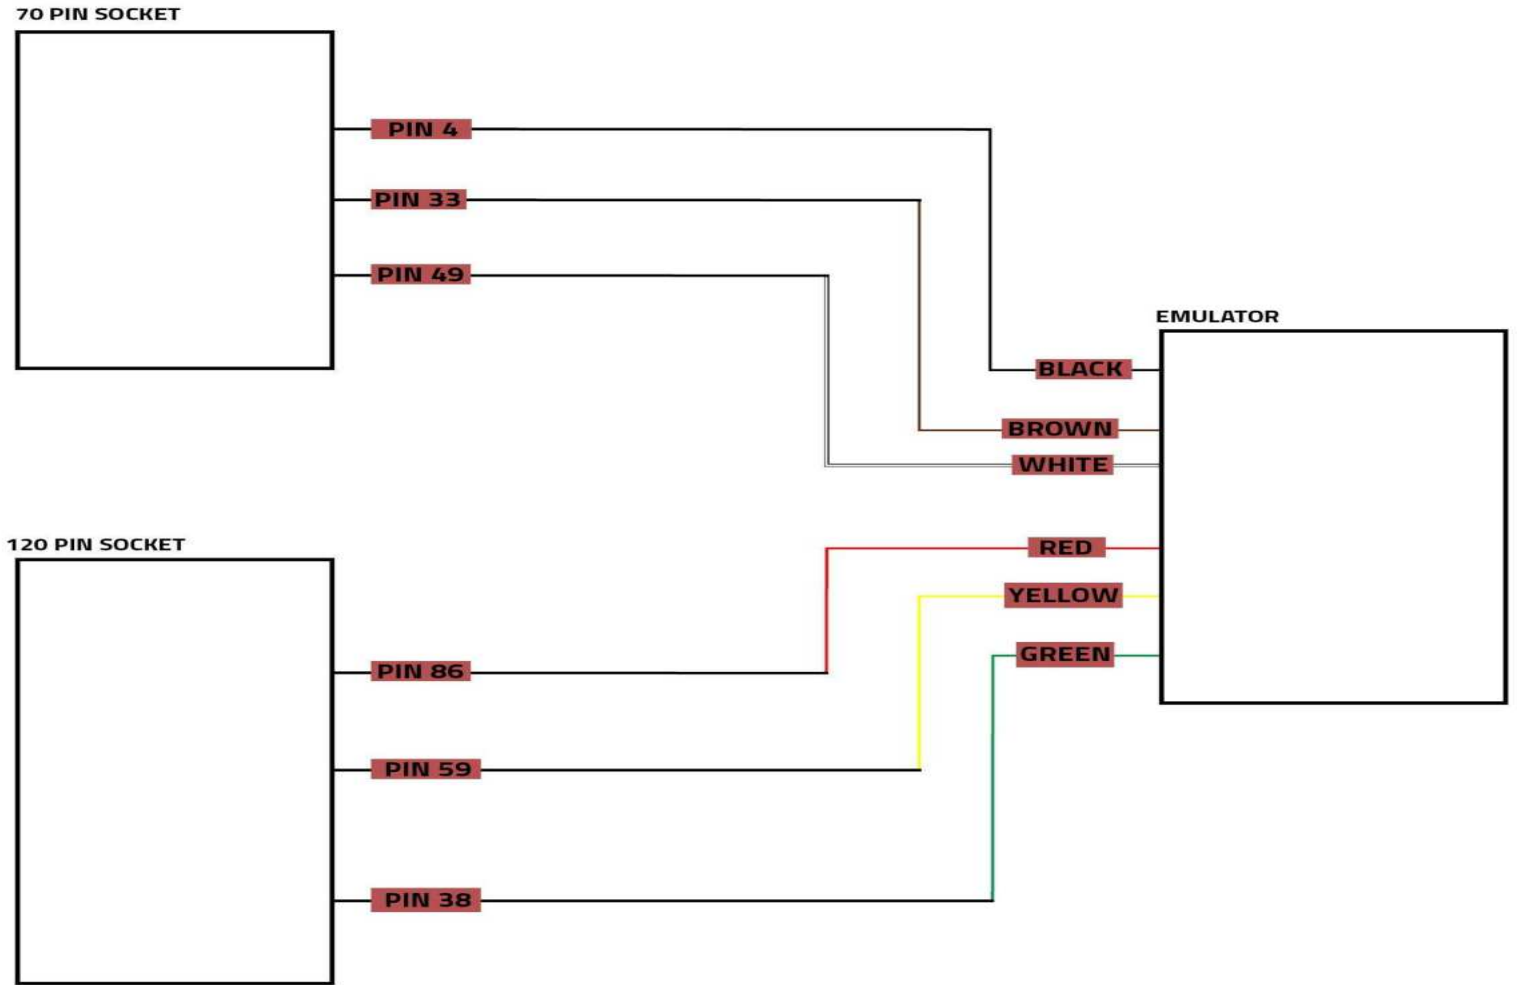 70 PIN SOCKET
PIN 4
PIN 33
PIN 49
EMULATOR
BLACK
BROWN
WHITE
RED
YELLOW
GREEN
120 PIN SOCKET
PIN 86
PIN 59
PIN 38